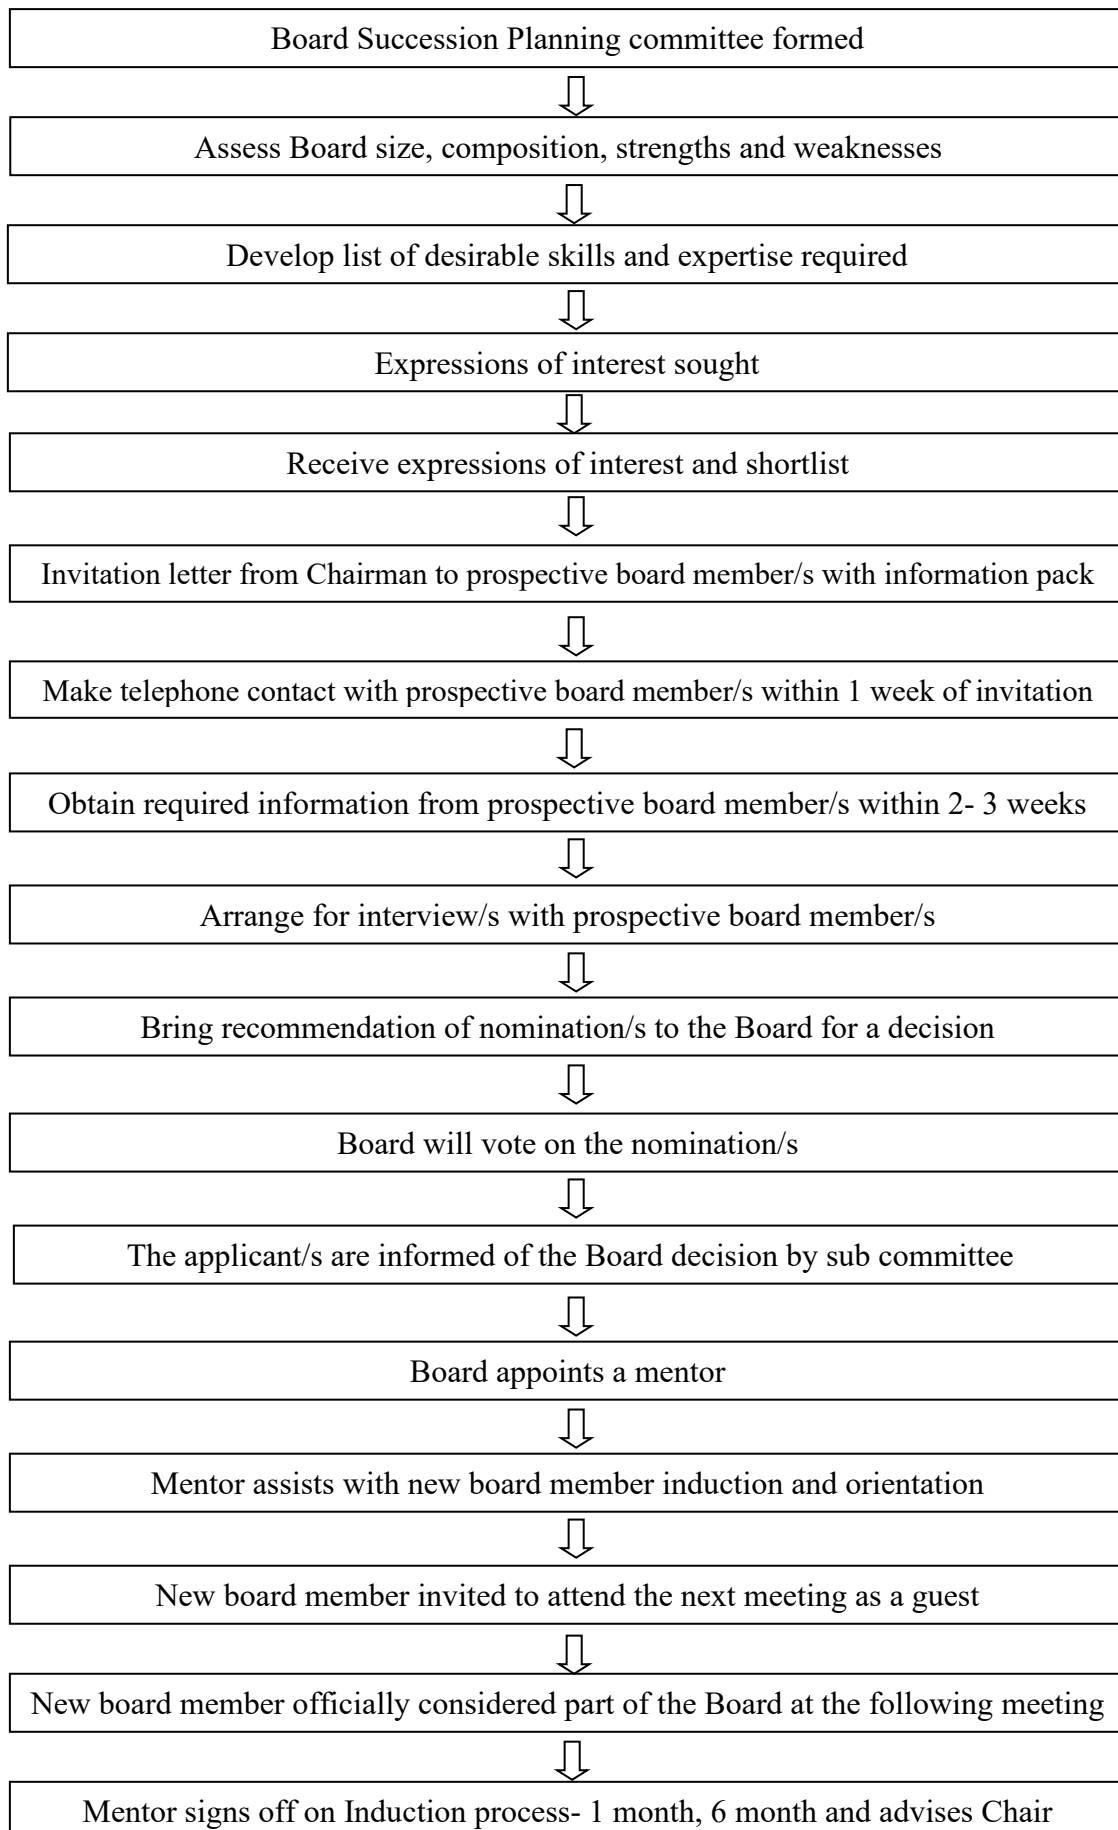 Board Succession Planning committee formed
Assess Board size, composition, strengths and weaknesses
Develop list of desirable skills and expertise required
Expressions of interest sought
Receive expressions of interest and shortlist
Invitation letter from Chairman to prospective board member/s with information pack
Make telephone contact with prospective board member/s within 1 week of invitation
Obtain required information from prospective board member/s within 2- 3 weeks
Arrange for interview/s with prospective board member/s
Bring recommendation of nomination/s to the Board for a decision
Board will vote on the nomination/s
The applicant/s are informed of the Board decision by sub committee
Board appoints a mentor
Mentor assists with new board member induction and orientation
New board member invited to attend the next meeting as a guest
New board member officially considered part of the Board at the following meeting
Mentor signs off on Induction process- 1 month, 6 month and advises Chair